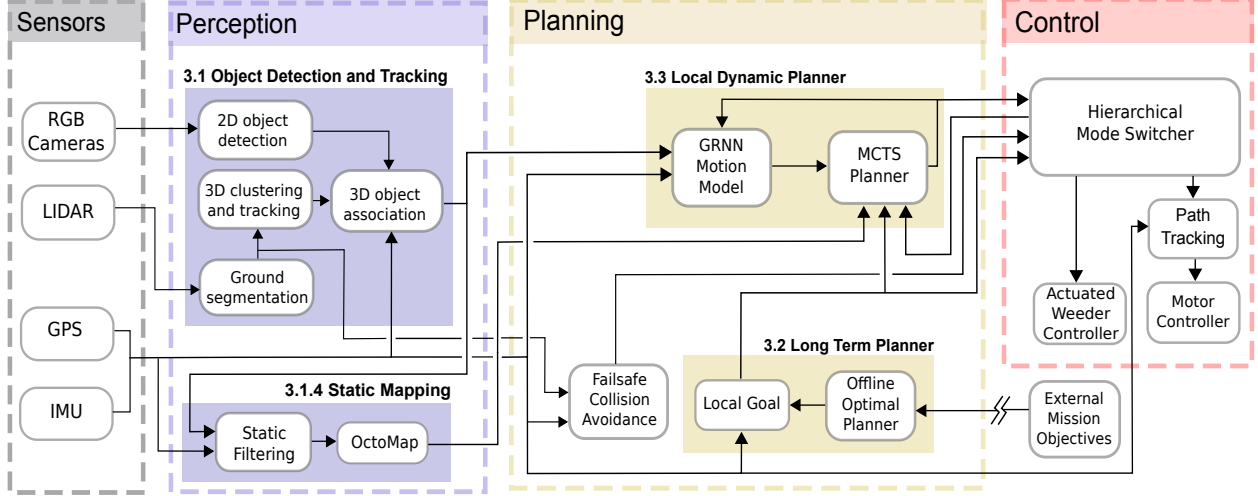 Sensors
Perception
Planning
Control
3.1 Object Detection and Tracking
RGB
Cameras
2D object
detection
3D clustering
and tracking
3D object
association
LIDAR
Ground
segmentation
GPS
IMU
3.1.4 Static Mapping
Static
Filtering
OctoMap
3.3 Local Dynamic Planner
GRNN
Motion
Model
MCTS
Planner
Failsafe
Collision
Avoidance
3.2 Long Term Planner
Local Goal
Offline
Optimal
Planner
Hierarchical
Mode Switcher
Path
Tracking
Actuated
Weeder
Controller
Motor
Controller
External
Mission
Objectives